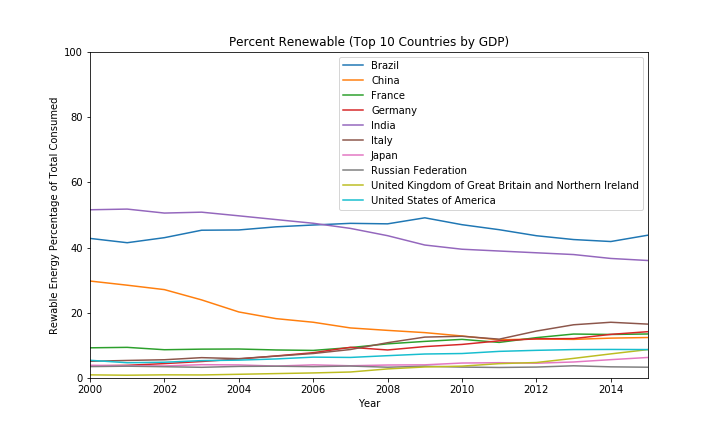 Percent Renewable (Top 10 Countries by GDP)
100
80
60
40
20
0
Rewable Energy Percentage of Total Consumed
Brazil
China
France
Germany
India
Italy
Japan
Russian Federation
United Kingdom of Great Britain and Northern Ireland
United States of America
2000 2002 2004 2006 2008 2010 2012 2014
Year